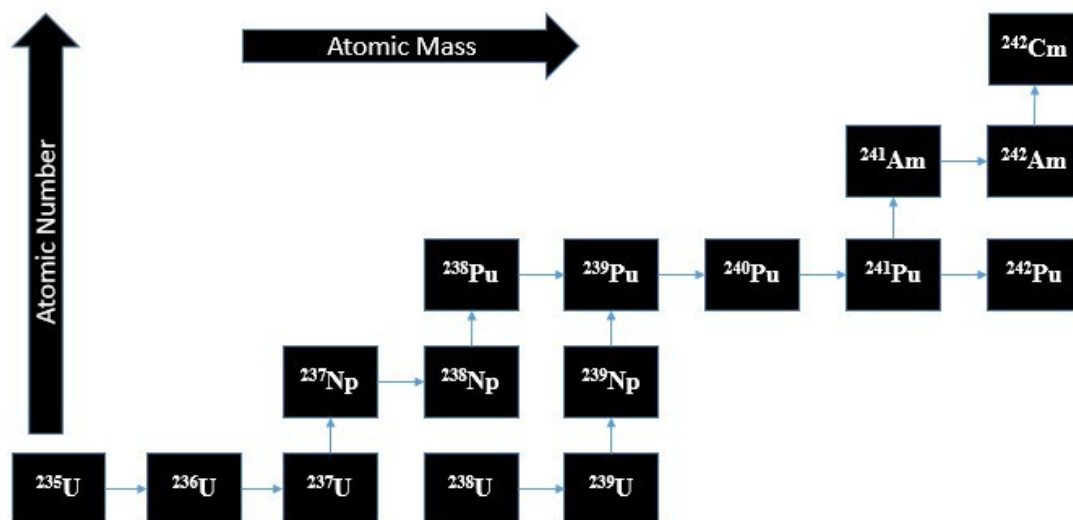 Atomic Mass
Atomic Number
²⁴²Cm
²⁴¹Am
²⁴²Am
²³⁸Pu
²³⁹Pu
²⁴⁰Pu
²⁴¹Pu
²⁴²Pu
²³⁷Np
²³⁸Np
²³⁹Np
²³⁵U
²³⁶U
²³⁷U
²³⁸U
²³⁹U